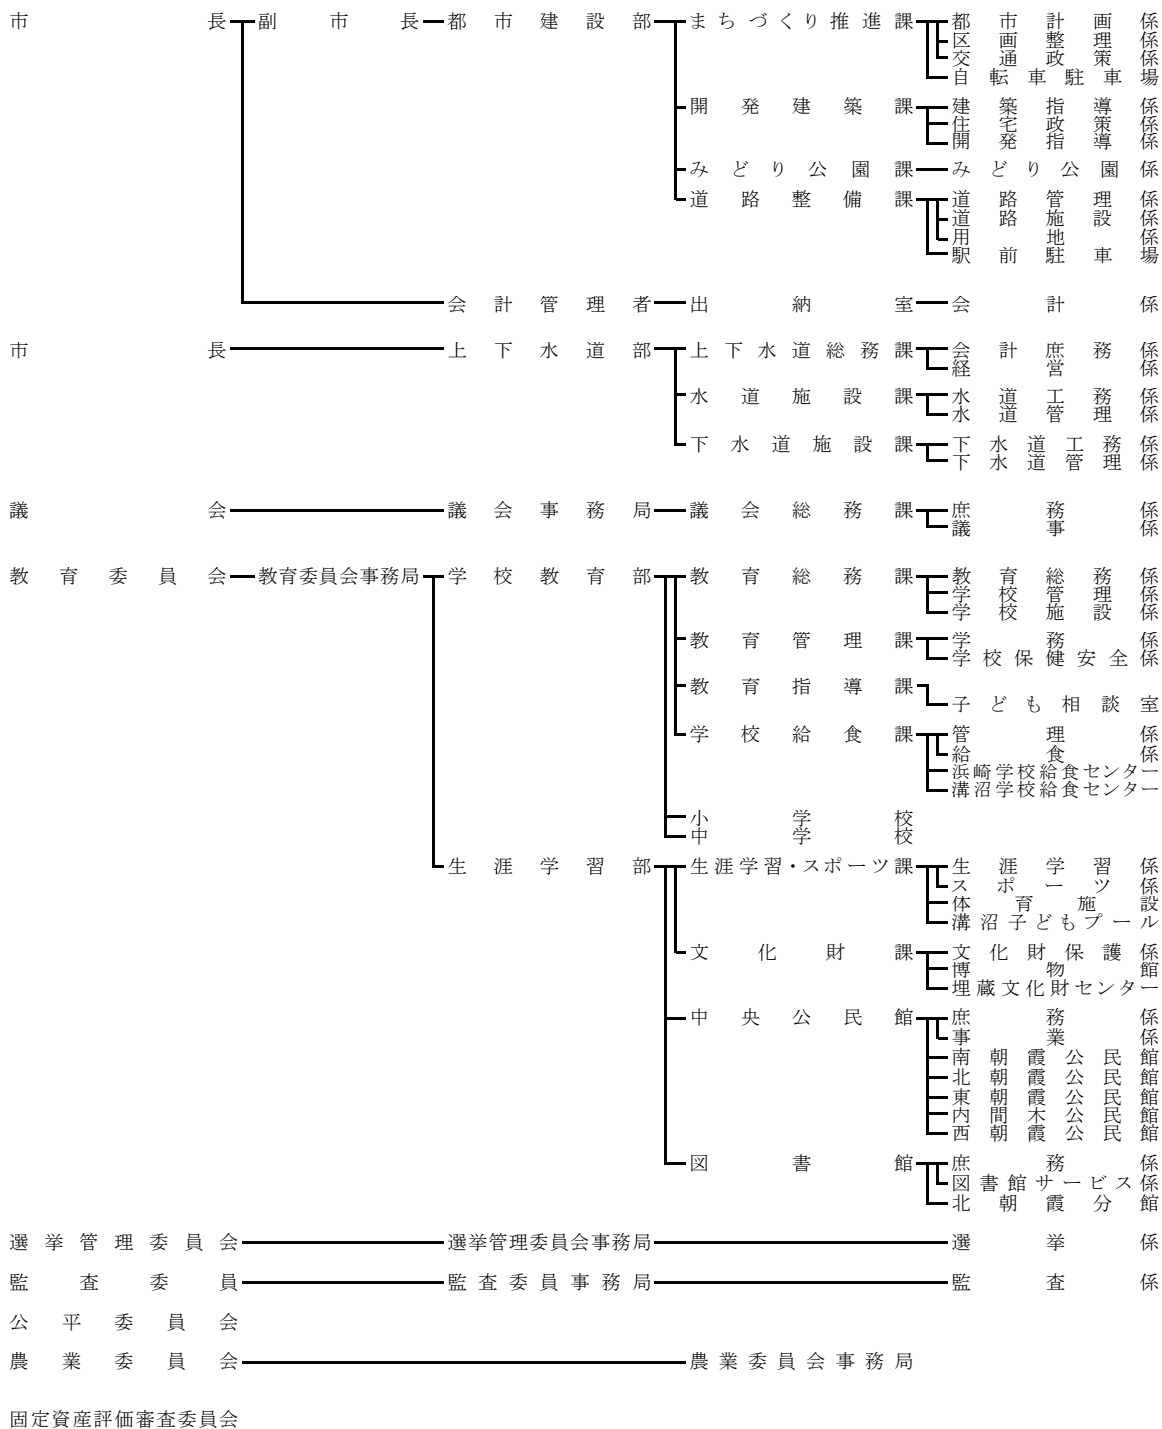 市長 副市長 都市建設部 まちづくり推進課 都市計画係
区画整理係
交通政策係
自転車駐車場
開発建築課 建築指導係
住宅政策係
開発指導係
みどり公園課 みどり公園係
道路整備課 道路管理係
道路施設係
用地係
駅前駐車場
会計管理者 出納室 会計係
市長 上下水道部 上下水道総務課 会計庶務係
経営係
水道施設課 水道工務係
水道管理係
下水道施設課 下水道工務係
下水道管理係
議会 議会事務局 議会総務課 庶務係
議事係
教育委員会 教育委員会事務局 学校教育部 教育総務課 教育総務係
学校管理係
学校施設係
教育管理課 学務係
学校保健安全係
教育指導課
子ども相談室
学校給食課 管理係
給食係
浜崎学校給食センター
溝沼学校給食センター
小学校
中学校
生涯学習部 生涯学習・スポーツ課 生涯学習係
スポーツ係
体育施設
溝沼子どもプール
文化財課 文化財保護係
博物館
埋蔵文化財センター
中央公民館 庶務係
事業係
南朝霞公民館
北朝霞公民館
東朝霞公民館
内間木公民館
西朝霞公民館
図書館 庶務係
図書館サービス係
北朝霞分館
選挙管理委員会 選挙管理委員会事務局 選挙係
監査委員 監査委員事務局 監査係
公平委員会
農業委員会 農業委員会事務局
固定資産評価審査委員会